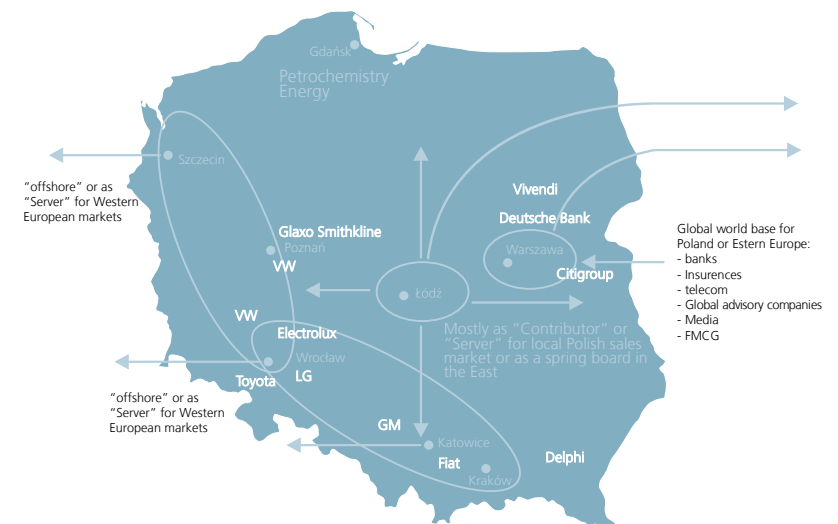 Gdańsk
Petrochemistry
Energy
Szczecin
"offshore" or as
"Server" for Western
European markets
Vivendi
Deutsche Bank
Glaxo Smithkline
Poznań
VW
Warszawa
Citigroup
Global world base for
Poland or Estern Europe:
- banks
- Insurences
- telecom
- Global advisory companies
- Media
- FMCG
Łódź
VW
Electrolux
Mostly as "Contributor" or
"Server" for local Polish sales
market or as a spring board in
the East
Wrocław
Toyota
LG
"offshore" or as
"Server" for Western
European markets
GM
Katowice
Fiat
Delphi
Kraków